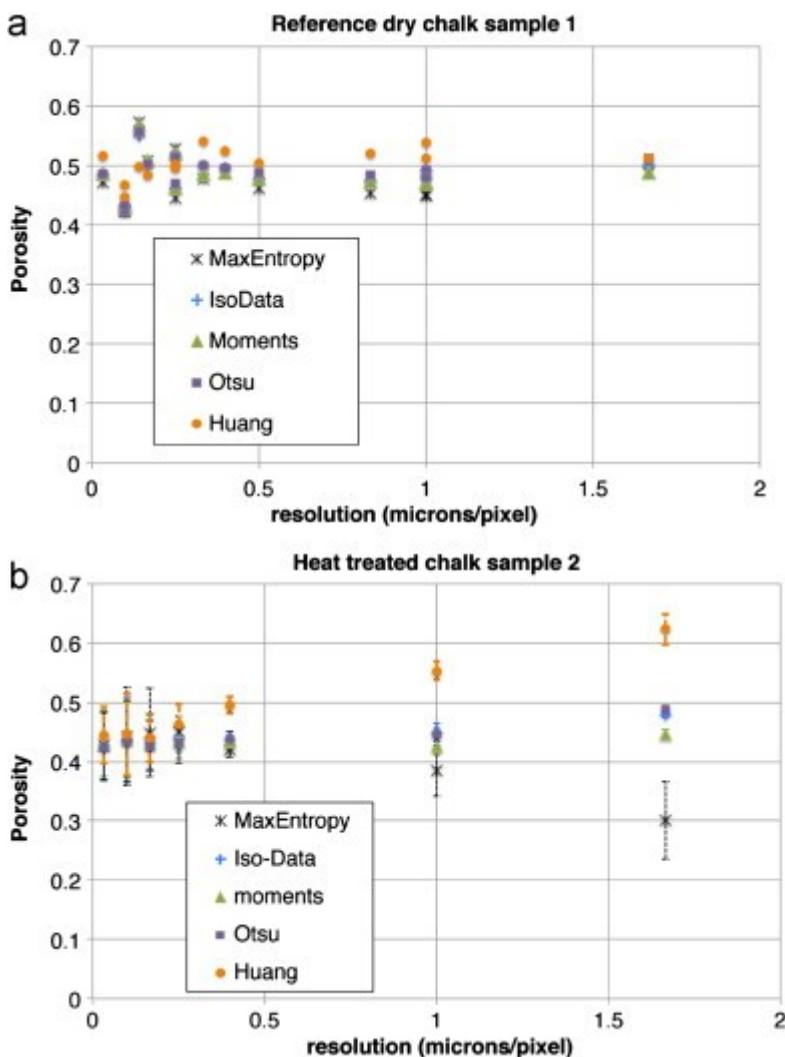 a
Reference dry chalk sample 1
0.7
0.6
0.5
0.4
0.3
0.2
0.1
0
Porosity
MaxEntropy
IsoData
Moments
Otsu
Huang
0 0.5 1 1.5 2
resolution (microns/pixel)
b
Heat treated chalk sample 2
0.7
0.6
0.5
0.4
0.3
0.2
0.1
0
Porosity
MaxEntropy
Iso-Data
moments
Otsu
Huang
0 0.5 1 1.5 2
resolution (microns/pixel)